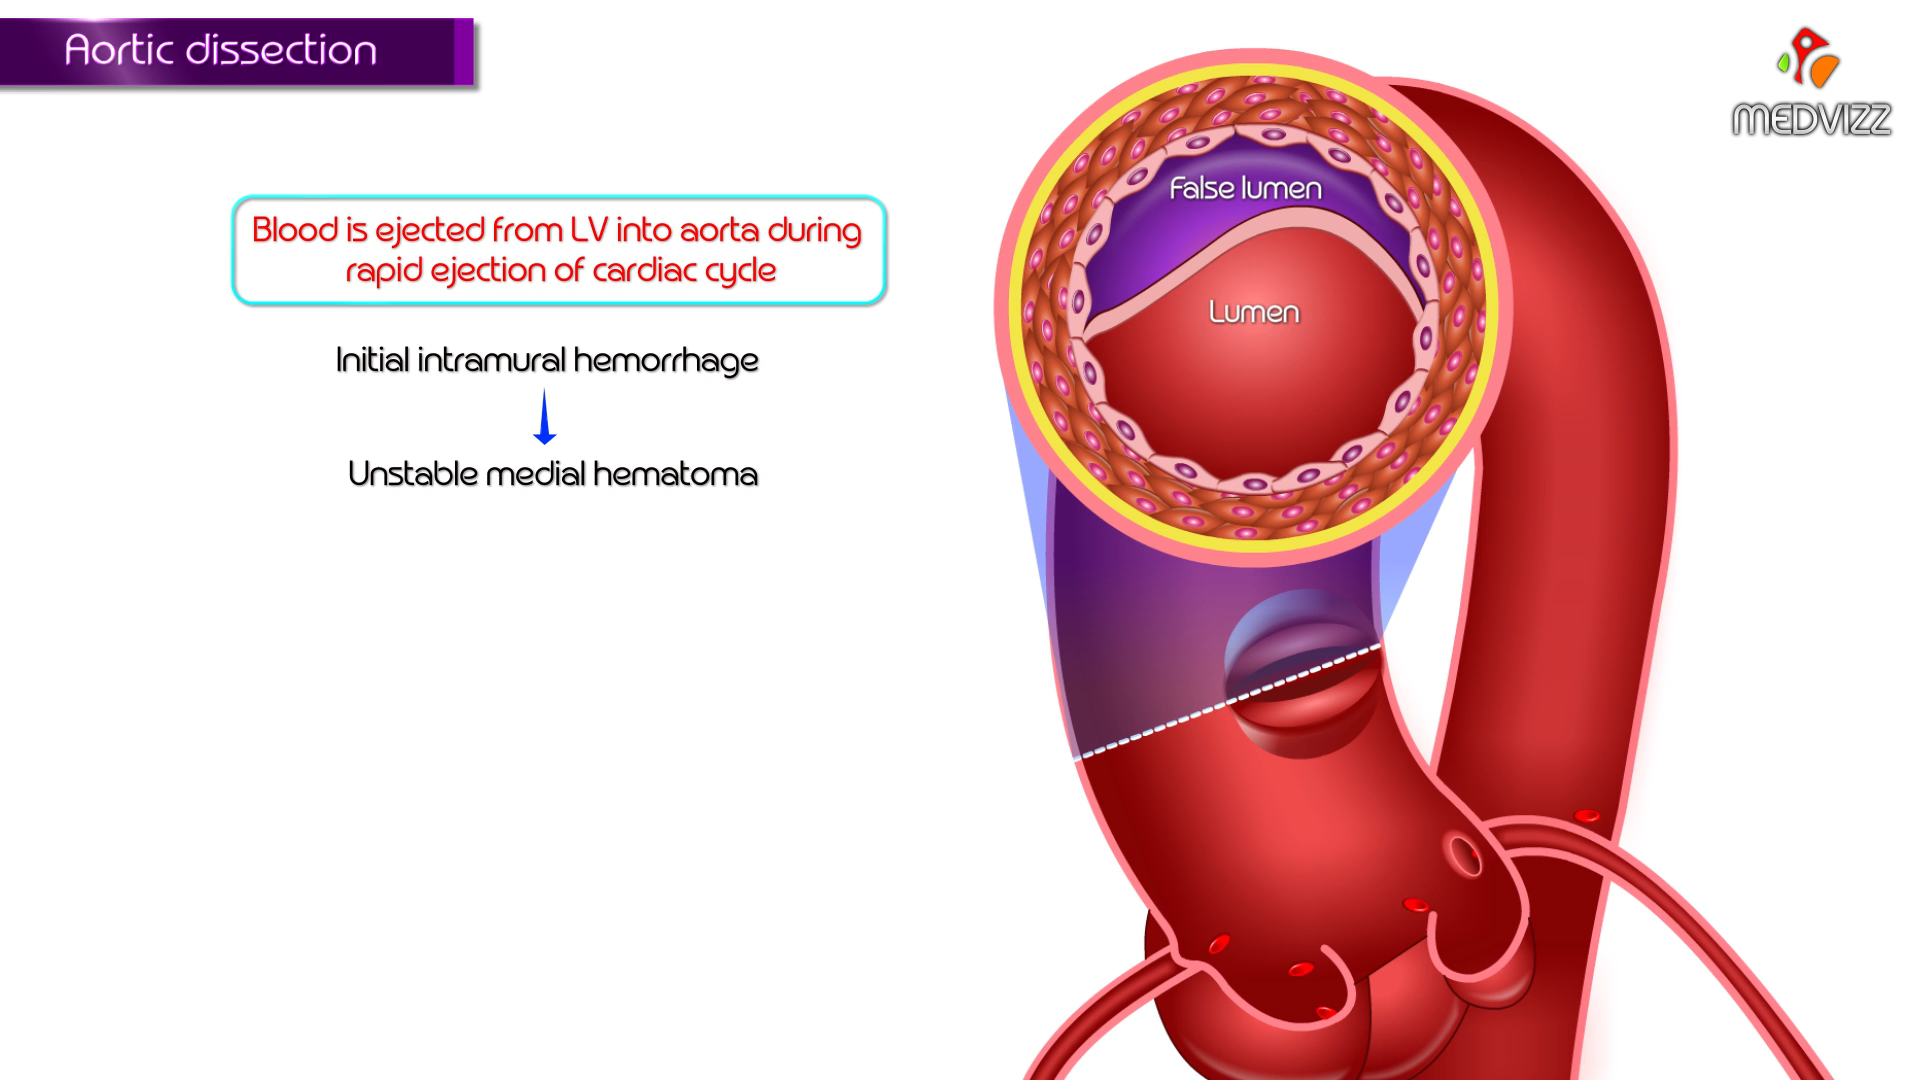 Aortic dissection
MEDVIZZ
Blood is ejected from LV into aorta during
rapid ejection of cardiac cycle
Initial intramural hemorrhage
Unstable medial hematoma
False lumen
Lumen